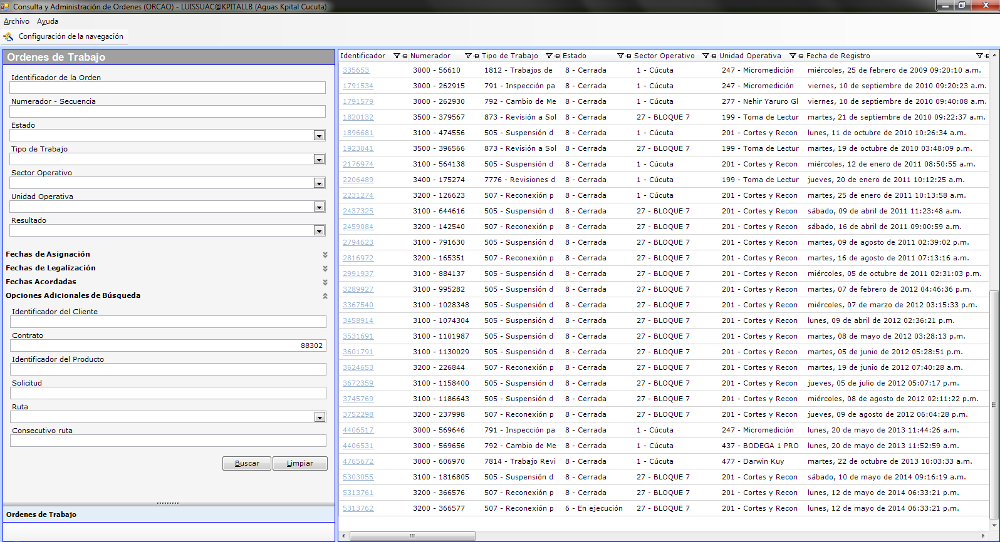 Consulta y Administración de Ordenes (ORCAO) - LUISSUAC@KPITALLB (Aguas Kpital Cucuta)
Archivo Ayuda
Configuración de la navegación
Ordenes de Trabajo
Identificador de la Orden
Numerador - Secuencia
Estado
Tipo de Trabajo
Sector Operativo
Unidad Operativa
Resultado
Fechas de Asignación
Fechas de Legalización
Fechas Acordadas
Opciones Adicionales de Búsqueda
Identificador del Cliente
Contrato
88302
Identificador del Producto
Solicitud
Ruta
Consecutivo ruta
Buscar Limpiar
Ordenes de Trabajo
Identificador Numerador Tipo de Trabajo Estado Sector Operativo Unidad Operativa Fecha de Registro
335653 3000 - 56610 1812 - Trabajos de 8 - Cerrada 1 - Cúcuta 247 - Micromedición miércoles, 25 de febrero de 2009 09:20:10 a.m.
1791534 3000 - 262915 791 - Inspección pa 8 - Cerrada 1 - Cúcuta 247 - Micromedición viernes, 10 de septiembre de 2010 09:20:23 a.m.
1791579 3000 - 262930 792 - Cambio de Me 8 - Cerrada 1 - Cúcuta 277 - Nehir Yaruro Gl viernes, 10 de septiembre de 2010 09:40:08 a.m.
1820132 3500 - 379567 873 - Revisión a Sol 8 - Cerrada 27 - BLOQUE 7 199 - Toma de Lectur martes, 21 de septiembre de 2010 09:22:37 a.m.
1896681 3100 - 474556 505 - Suspensión d 8 - Cerrada 1 - Cúcuta 201 - Cortes y Recon lunes, 11 de octubre de 2010 10:26:34 a.m.
1923041 3500 - 396566 873 - Revisión a Sol 8 - Cerrada 27 - BLOQUE 7 199 - Toma de Lectur martes, 19 de octubre de 2010 03:48:09 p.m.
2176974 3100 - 564138 505 - Suspensión d 8 - Cerrada 1 - Cúcuta 201 - Cortes y Recon miércoles, 12 de enero de 2011 08:50:55 a.m.
2206489 3400 - 175274 7776 - Revisiones d 8 - Cerrada 1 - Cúcuta 199 - Toma de Lectur jueves, 20 de enero de 2011 10:12:25 a.m.
2231274 3200 - 126623 507 - Reconexión p 8 - Cerrada 1 - Cúcuta 201 - Cortes y Recon martes, 25 de enero de 2011 10:13:58 a.m.
2437325 3100 - 644616 505 - Suspensión d 8 - Cerrada 27 - BLOQUE 7 201 - Cortes y Recon sábado, 09 de abril de 2011 11:23:48 a.m.
2459084 3200 - 142540 507 - Reconexión p 8 - Cerrada 27 - BLOQUE 7 201 - Cortes y Recon sábado, 16 de abril de 2011 09:00:59 a.m.
2794623 3100 - 791630 505 - Suspensión d 8 - Cerrada 27 - BLOQUE 7 201 - Cortes y Recon martes, 09 de agosto de 2011 02:39:02 p.m.
2816972 3200 - 165351 507 - Reconexión p 8 - Cerrada 27 - BLOQUE 7 201 - Cortes y Recon martes, 16 de agosto de 2011 07:13:16 a.m.
2991937 3100 - 884137 505 - Suspensión d 8 - Cerrada 27 - BLOQUE 7 201 - Cortes y Recon miércoles, 05 de octubre de 2011 02:31:03 p.m.
3289927 3100 - 995282 505 - Suspensión d 8 - Cerrada 27 - BLOQUE 7 201 - Cortes y Recon martes, 07 de febrero de 2012 04:46:36 p.m.
3367540 3100 - 1028348 505 - Suspensión d 8 - Cerrada 27 - BLOQUE 7 201 - Cortes y Recon miércoles, 07 de marzo de 2012 03:15:33 p.m.
3458914 3100 - 1074304 505 - Suspensión d 8 - Cerrada 27 - BLOQUE 7 201 - Cortes y Recon lunes, 09 de abril de 2012 02:36:21 p.m.
3531691 3100 - 1101987 505 - Suspensión d 8 - Cerrada 27 - BLOQUE 7 201 - Cortes y Recon martes, 08 de mayo de 2012 03:28:13 p.m.
3601791 3100 - 1130029 505 - Suspensión d 8 - Cerrada 27 - BLOQUE 7 201 - Cortes y Recon martes, 05 de junio de 2012 05:28:51 p.m.
3624653 3200 - 226844 507 - Reconexión p 8 - Cerrada 27 - BLOQUE 7 201 - Cortes y Recon martes, 19 de junio de 2012 07:40:28 a.m.
3672359 3100 - 1158400 505 - Suspensión d 8 - Cerrada 27 - BLOQUE 7 201 - Cortes y Recon jueves, 05 de julio de 2012 05:07:17 p.m.
3745769 3100 - 1186643 505 - Suspensión d 8 - Cerrada 27 - BLOQUE 7 201 - Cortes y Recon miércoles, 08 de agosto de 2012 02:11:22 p.m.
3752298 3200 - 237998 507 - Reconexión p 8 - Cerrada 27 - BLOQUE 7 201 - Cortes y Recon jueves, 09 de agosto de 2012 06:04:28 p.m.
4406517 3000 - 569646 791 - Inspección pa 8 - Cerrada 1 - Cúcuta 247 - Micromedición lunes, 20 de mayo de 2013 11:44:26 a.m.
4406531 3000 - 569656 792 - Cambio de Me 8 - Cerrada 1 - Cúcuta 437 - BODEGA 1 PRO lunes, 20 de mayo de 2013 11:52:59 a.m.
4765672 3000 - 606970 7814 - Trabajo Revi 8 - Cerrada 1 - Cúcuta 477 - Darwin Kuy martes, 22 de octubre de 2013 10:03:33 a.m.
5303055 3100 - 1816805 505 - Suspensión d 8 - Cerrada 27 - BLOQUE 7 201 - Cortes y Recon sábado, 10 de mayo de 2014 09:16:19 a.m.
5313761 3200 - 366576 507 - Reconexión p 8 - Cerrada 27 - BLOQUE 7 201 - Cortes y Recon lunes, 12 de mayo de 2014 06:33:21 p.m.
5313762 3200 - 366577 507 - Reconexión p 6 - En ejecución 27 - BLOQUE 7 201 - Cortes y Recon lunes, 12 de mayo de 2014 06:33:21 p.m.